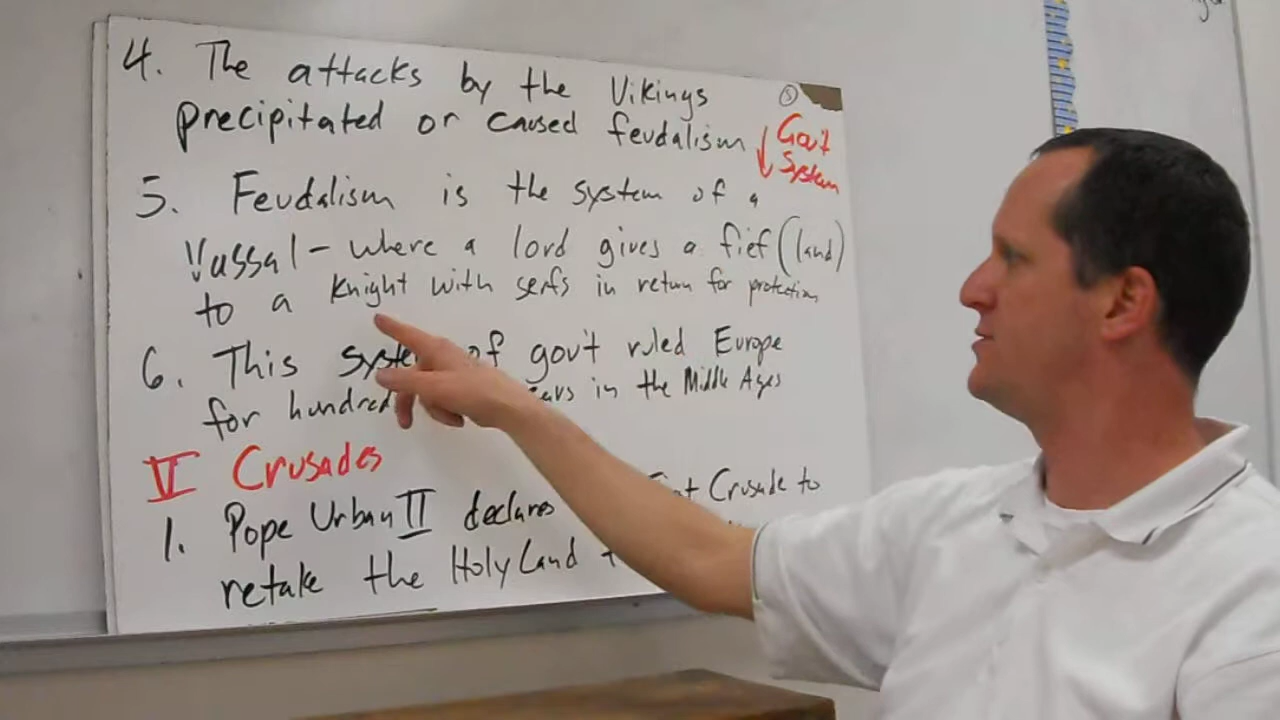 4. The attacks by the Vikings
precipitated or caused feudalism
5
Gov't
System
5. Feudalism is the system of a
Vassal - where a lord gives a fief (land)
to a knight with serfs in return for protection
6. This of gov't ruled Europe
for in the Middle Ages
V Crusades
1. Pope Urban II declares Crusade to
retake the Holy Land